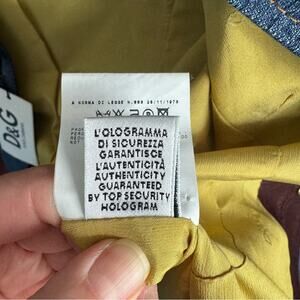 D&G
A NORMA DI LEGGE N.883 26/11/1973
L'OLOGRAMMA
DI SICUREZZA
GARANTISCE
L'AUTENTICITÀ
AUTHENTICITY
GUARANTEED
BY TOP SECURITY
HOLOGRAM